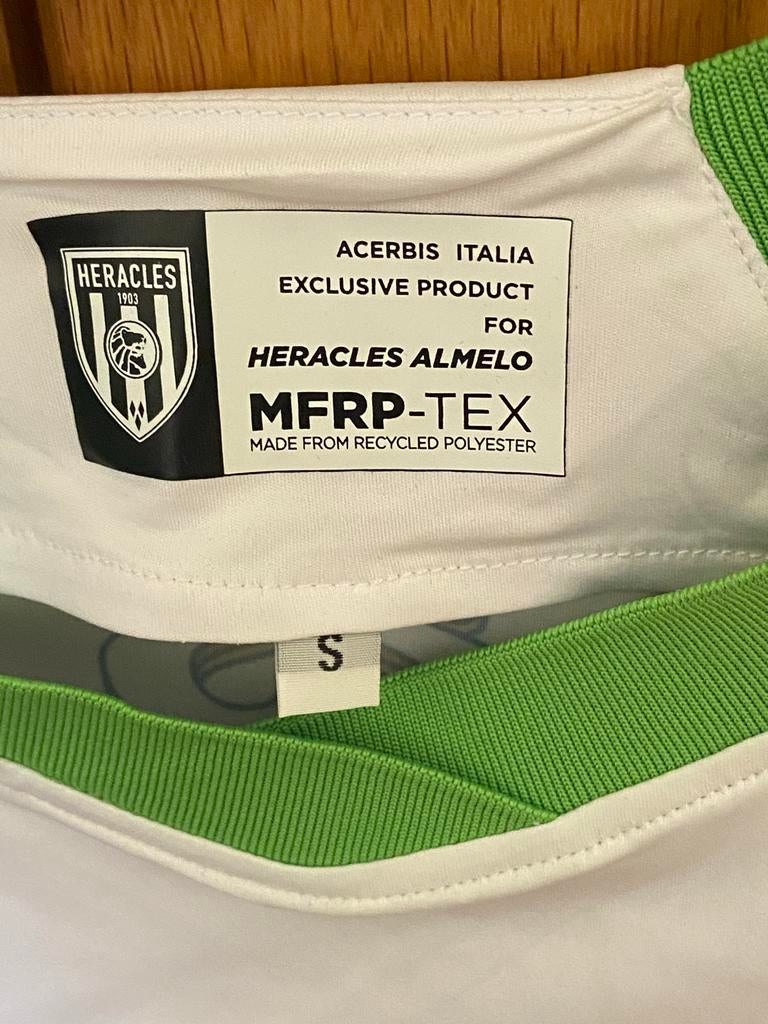 HERACLES
1903
ACERBIS ITALIA
EXCLUSIVE PRODUCT
FOR
HERACLES ALMELO
MFRP-TEX
MADE FROM RECYCLED POLYESTER
S